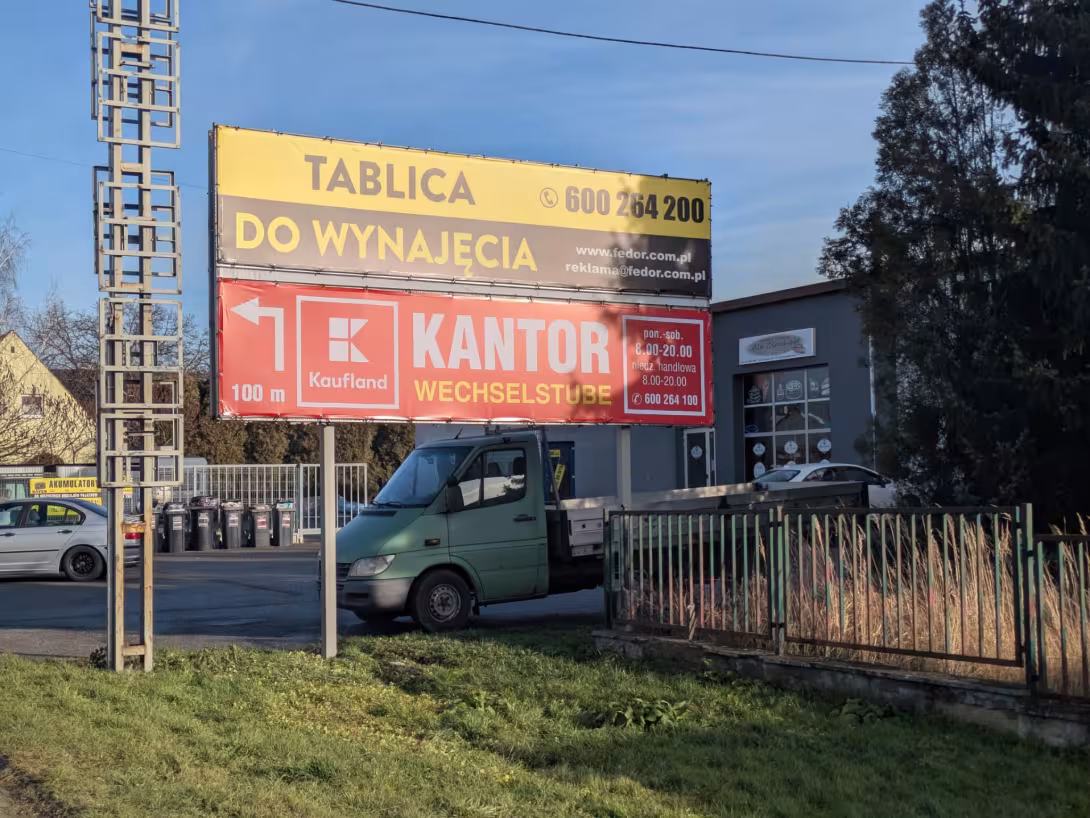 TABLICA
600 264 200
DO WYNAJĘCIA
www.fedor.com.pl
reklama@fedor.com.pl
100 m
Kaufland
KANTOR
WECHSELSTUBE
pon.-sob.
8.00-20.00
niedz. handlowa
8.00-20.00
600 264 100
AKUMULATORY